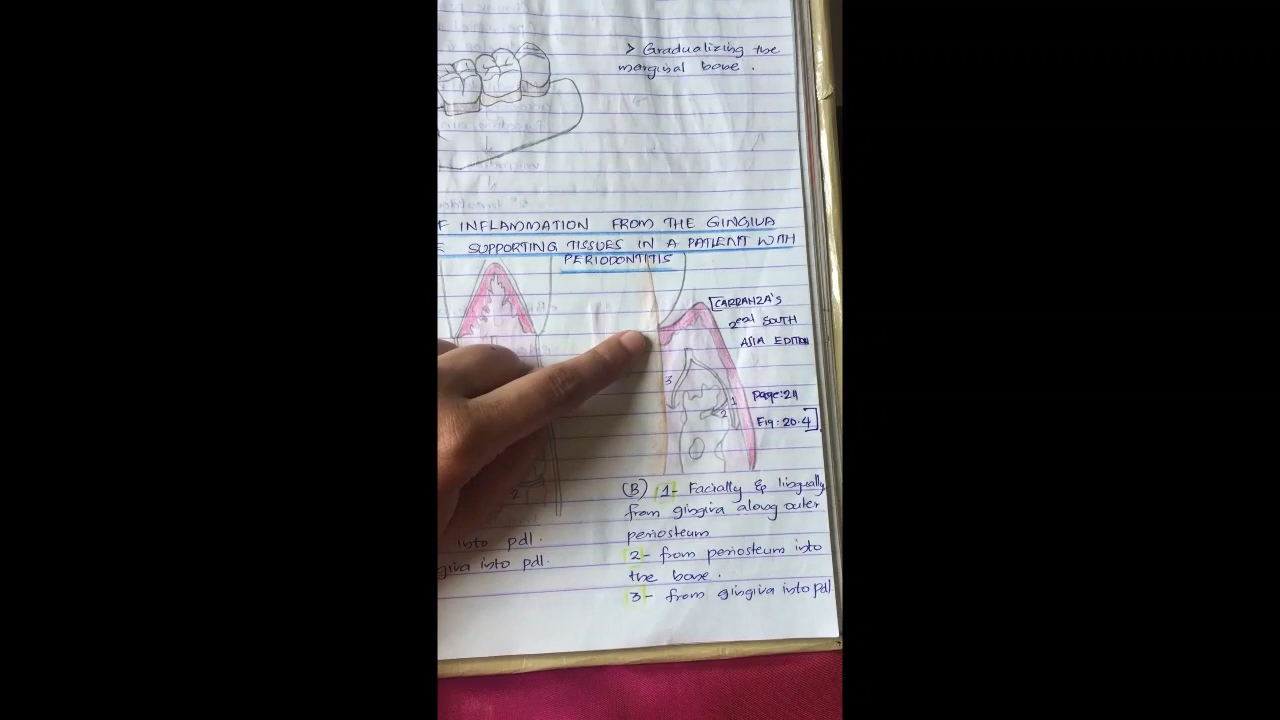 > Gradualizing the
marginal bone.
F INFLAMMATION FROM THE GINGIVA
E SUPPORTING TISSUES IN A PATIENT WITH
PERIODONTITIS
[CARRANZA'S
SOUTH
ASIA EDITION
Page: 211
Fig: 20.4]
3
1
2
2
into pdl.
giva into pdl.
(B) 1- Facially & lingually
from gingiva along outer
periosteum
2- from periosteum into
the bone.
3- from gingiva into pdl